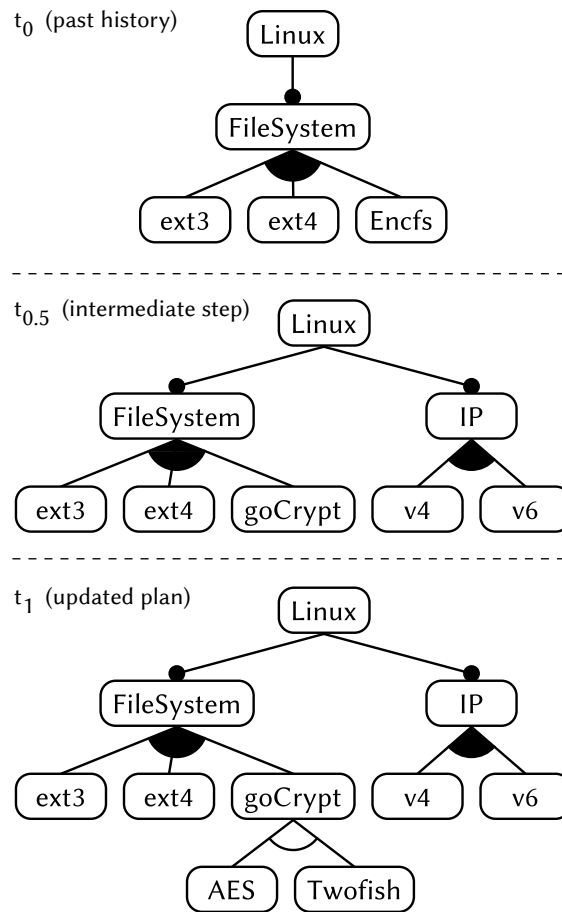 t0 (past history)
Linux
FileSystem
ext3 ext4 Encfs
t0.5 (intermediate step)
Linux
FileSystem IP
ext3 ext4 goCrypt v4 v6
t1 (updated plan)
Linux
FileSystem IP
ext3 ext4 goCrypt v4 v6
AES Twofish